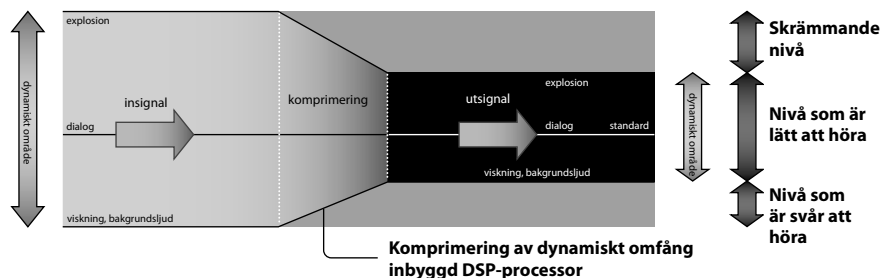 explosion
dynamiskt område
insignal
komprimering
dialog
viskning, bakgrundsljud
explosion
utsignal
dialog
standard
viskning, bakgrundsljud
dynamiskt område
Skrämmande
nivå
Nivå som är
lätt att höra
Nivå som
är svår att
höra
Komprimering av dynamiskt omfång
inbyggd DSP-processor